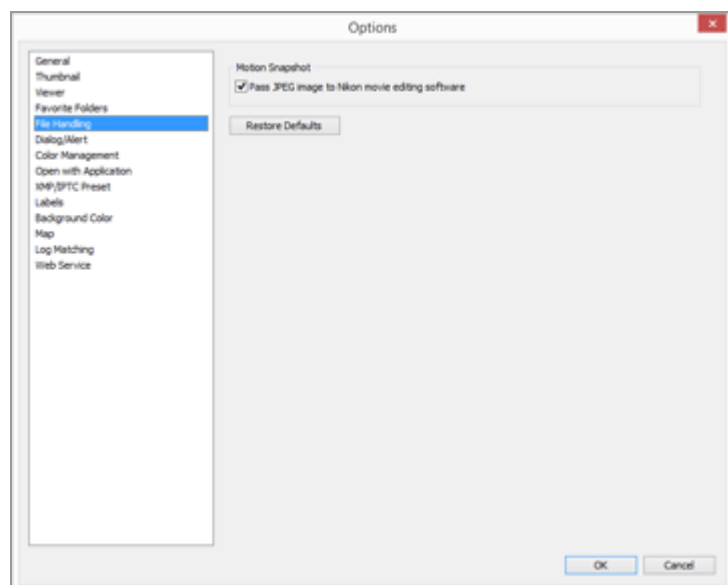 Options
General
Thumbnail
Viewer
Favorite Folders
File Handling
Dialog/Alert
Color Management
Open with Application
XMP/IPTC Preset
Labels
Background Color
Map
Log Matching
Web Service
Motion Snapshot
Pass JPEG image to Nikon movie editing software
Restore Defaults
OK Cancel